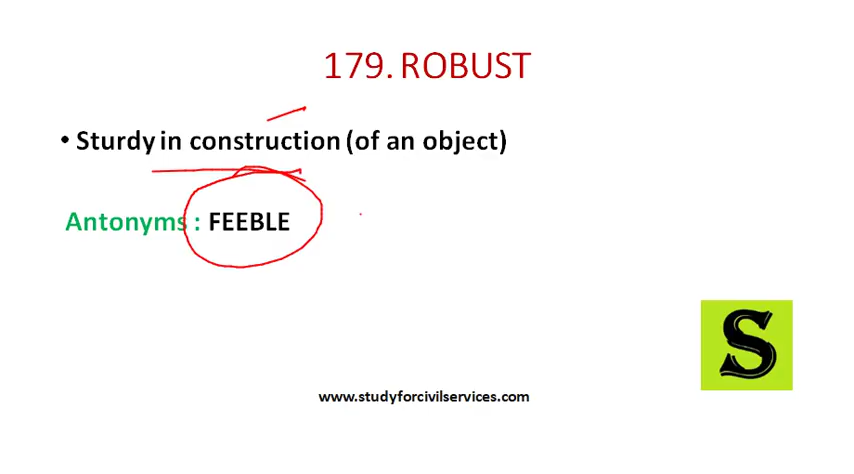 179. ROBUST
• Sturdy in construction (of an object)
Antonyms : FEEBLE
S
www.studyforcivilservices.com